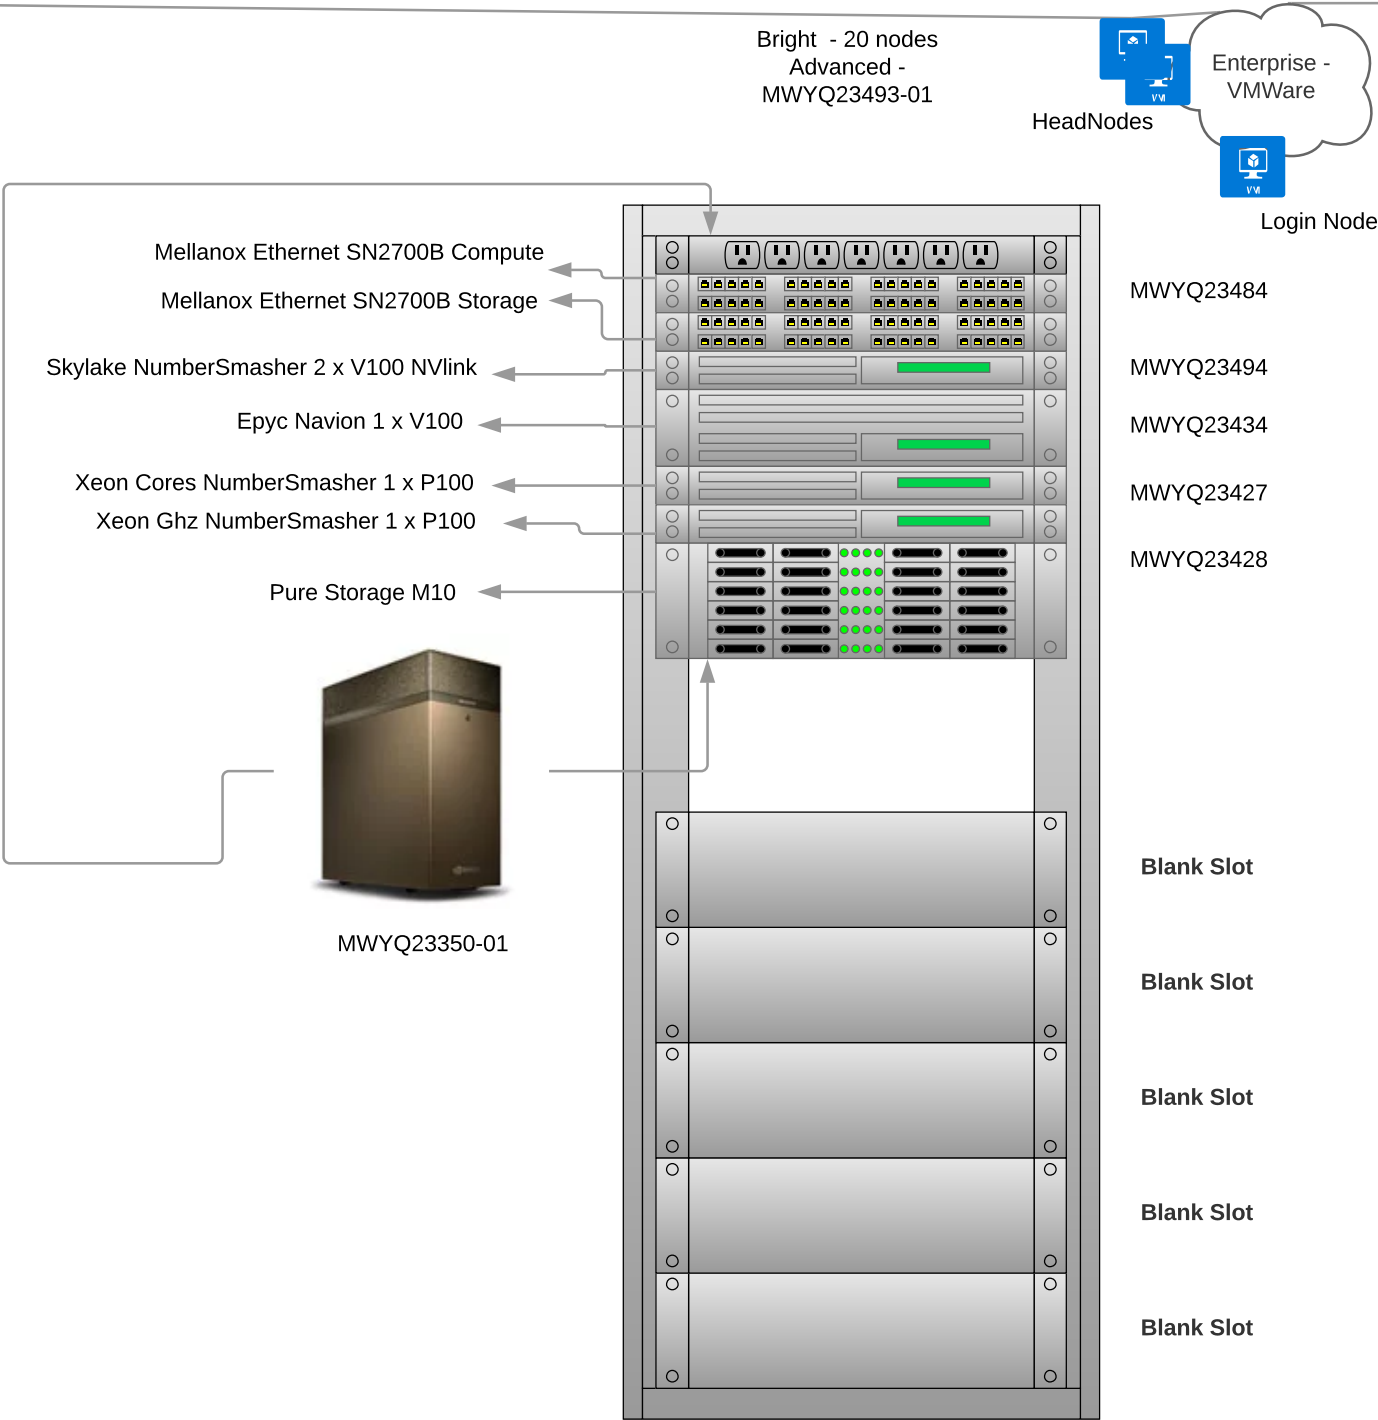 Bright  - 20 nodes
Advanced -
MWYQ23493-01
Enterprise -
VMWare
HeadNodes
Login Node
Mellanox Ethernet SN2700B Compute
Mellanox Ethernet SN2700B Storage
MWYQ23484
Skylake NumberSmasher 2 x V100 NVlink
MWYQ23494
Epyc Navion 1 x V100
MWYQ23434
Xeon Cores NumberSmasher 1 x P100
MWYQ23427
Xeon Ghz NumberSmasher 1 x P100
MWYQ23428
Pure Storage M10
MWYQ23350-01
Blank Slot
Blank Slot
Blank Slot
Blank Slot
Blank Slot